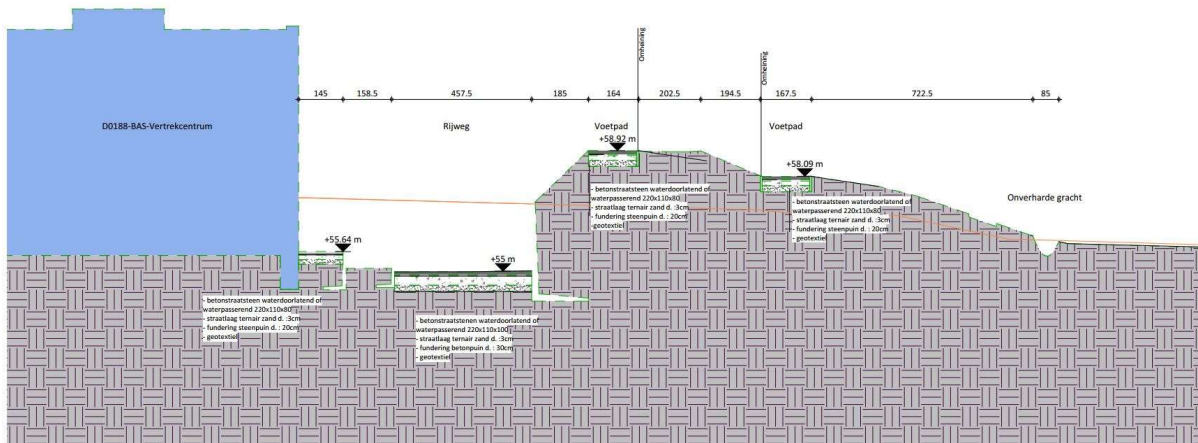 Omheining
Omheining
145 158.5 457.5 185 164 202.5 194.5 167.5 722.5 85
D0188-BAS-Vertrekcentrum
Rijweg
Voetpad
Voetpad
+58.92 m
+58.09 m
- betonstraatsteen waterdoorlatend of
waterpasserend 220x110x80
- straatlaag ternair zand d. :3cm
- fundering steenpuin d. : 20cm
-geotextiel
- betonstraatsteen waterdoorlatend of
waterpasserend 220x110x80
- straatlaag ternair zand d. :3cm
- fundering steenpuin d. : 20cm
- geotextiel
Onverharde gracht
+55.64 m
+55 m
- betonstraatsteen waterdoorlatend of
waterpasserend 220x110x80
- straatlaag ternair zand d. :3cm
- fundering steenpuin d. : 20cm
- geotextiel
- betonstraatstenen waterdoorlatend of
waterpasserend 220x110x100
- straatlaag ternair zand d. :3cm
- fundering betonpuin d. : 30cm
- geotextiel